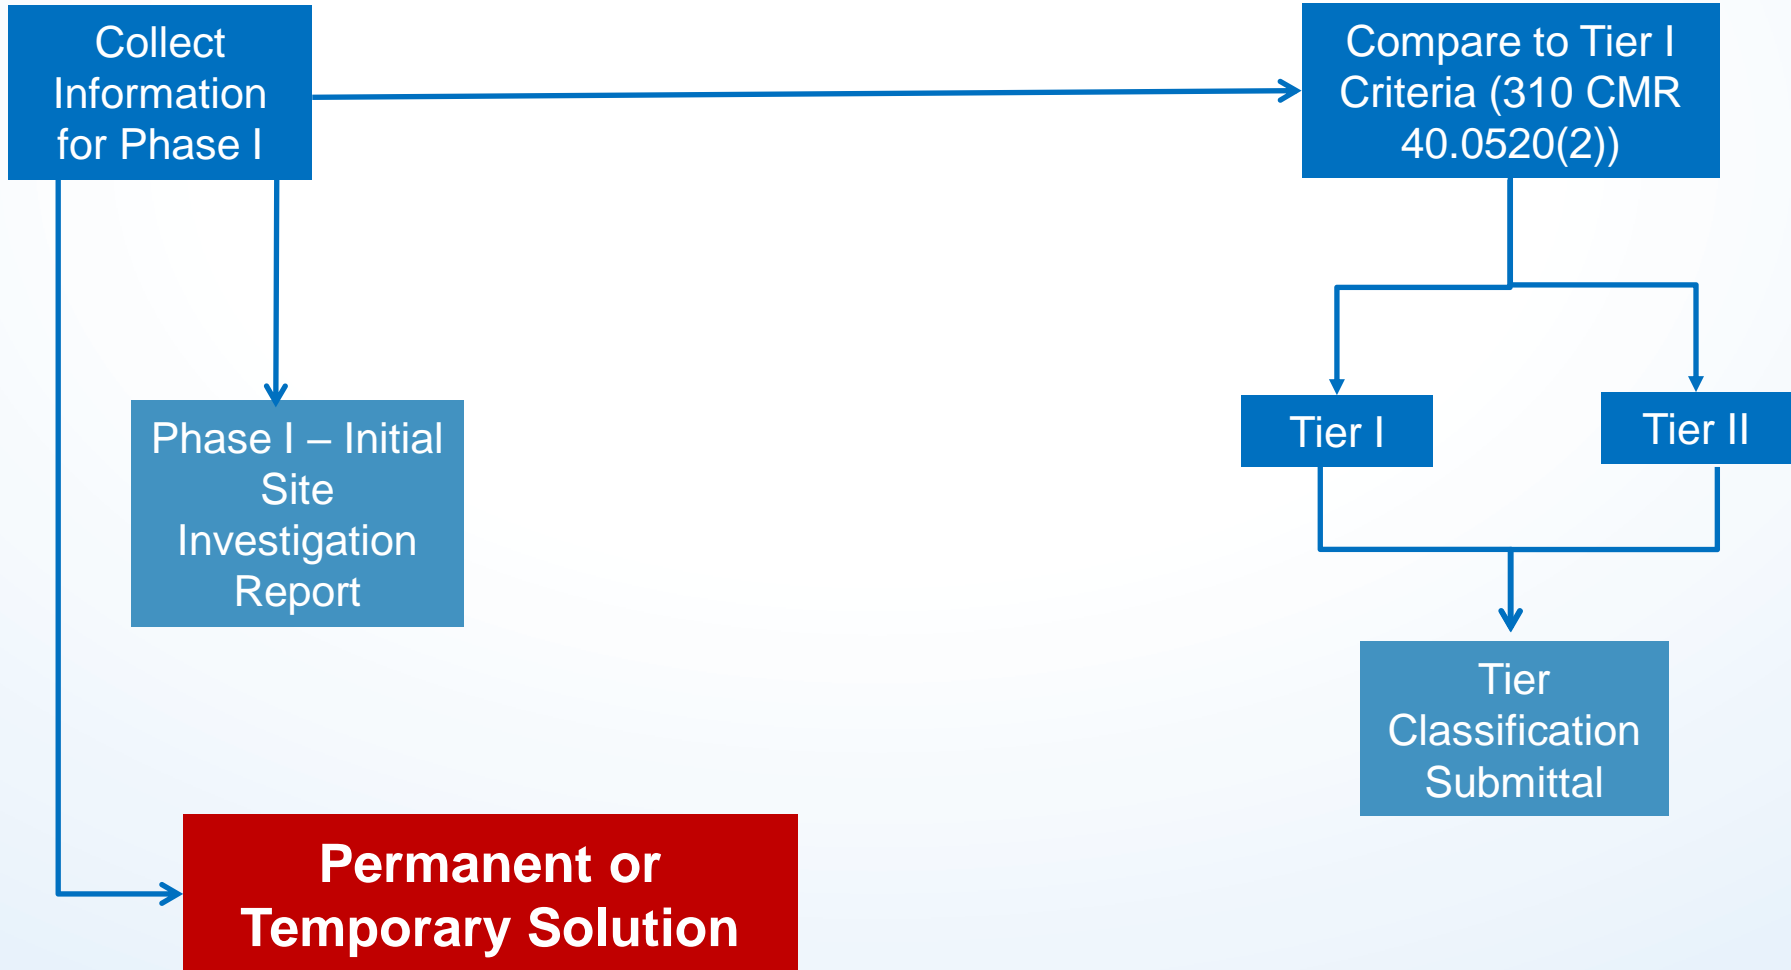 Collect
Information
for Phase I
Compare to Tier I
Criteria (310 CMR
40.0520(2))
Phase I – Initial
Site
Investigation
Report
Tier I
Tier II
Tier
Classification
Submittal
Permanent or
Temporary Solution